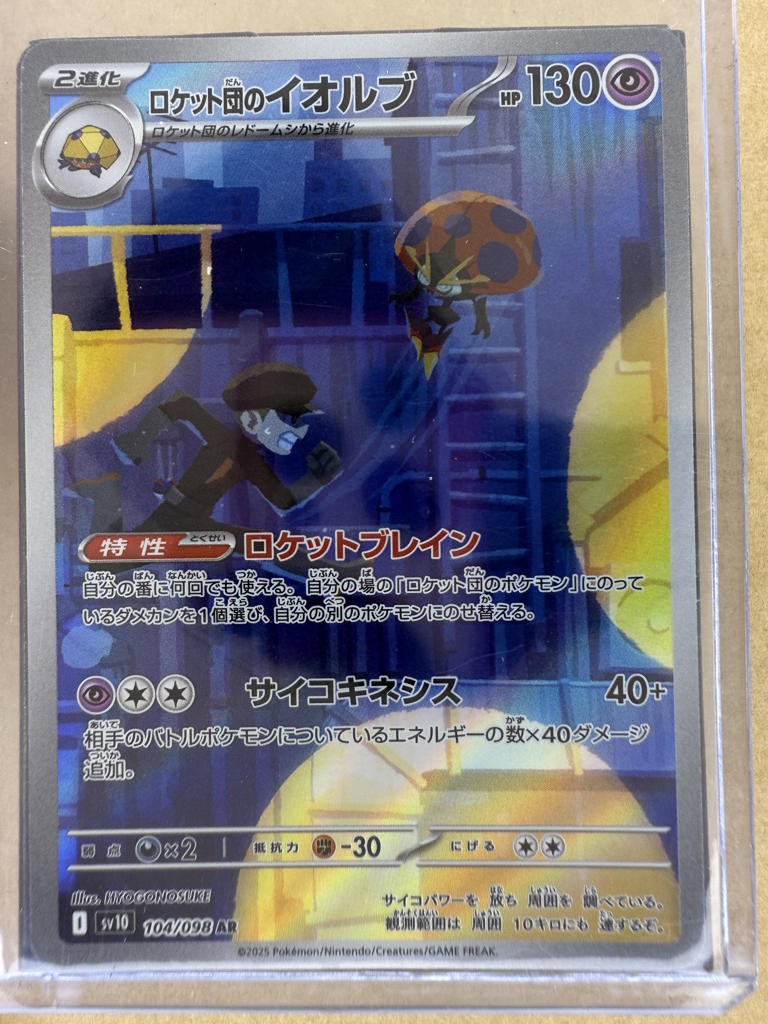 2進化
ロケット団のイオルブ
HP 130
ロケット団のレドームシから進化
特性 ロケットブレイン
自分の番に何回でも使える。自分の場の「ロケット団のポケモン」にのって
いるダメカンを1個選び、自分の別のポケモンにのせ替える。
サイコキネシス 40+
相手のバトルポケモンについているエネルギーの数×40ダメージ
追加。
弱点 ×2 抵抗力 -30 にげる
Illus. HYOGONOSUKE
サイコパワーを 放ち 周囲を 調べている。
観測範囲は 周囲 10キロにも 達するぞ。
sv10 104/098 AR
©2025 Pokémon/Nintendo/Creatures/GAME FREAK.